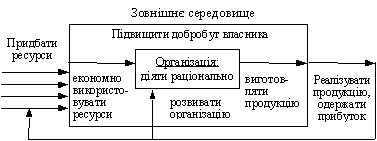 Зовнішнє середовище
Підвищити добробут власника
Придбати
ресурси
Організація:
діяти раціонально
економно
використо-
вувати
ресурси
розвивати
організацію
виготов-
ляти
продукцію
Реалізувати
продукцію,
одержати
прибуток